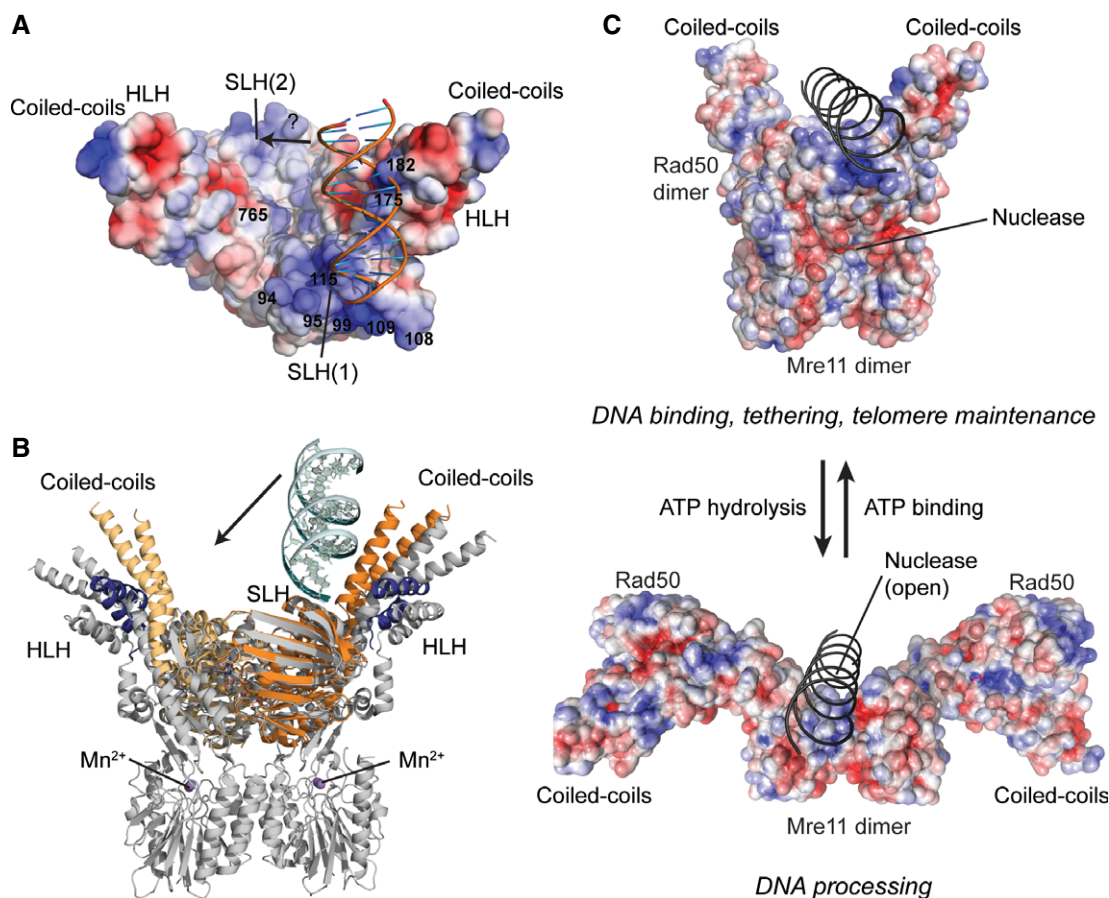 A
SLH(2)
Coiled-coils
HLH
?
Coiled-coils
182
175
HLH
765
115
94
95
99
109
108
SLH(1)
B
Coiled-coils
Coiled-coils
SLH
HLH
HLH
Mn2+
Mn2+
C
Coiled-coils
Coiled-coils
Rad50
dimer
Nuclease
Mre11 dimer
DNA binding, tethering, telomere maintenance
ATP hydrolysis
ATP binding
Nuclease
(open)
Rad50
Rad50
Coiled-coils
Coiled-coils
Mre11 dimer
DNA processing